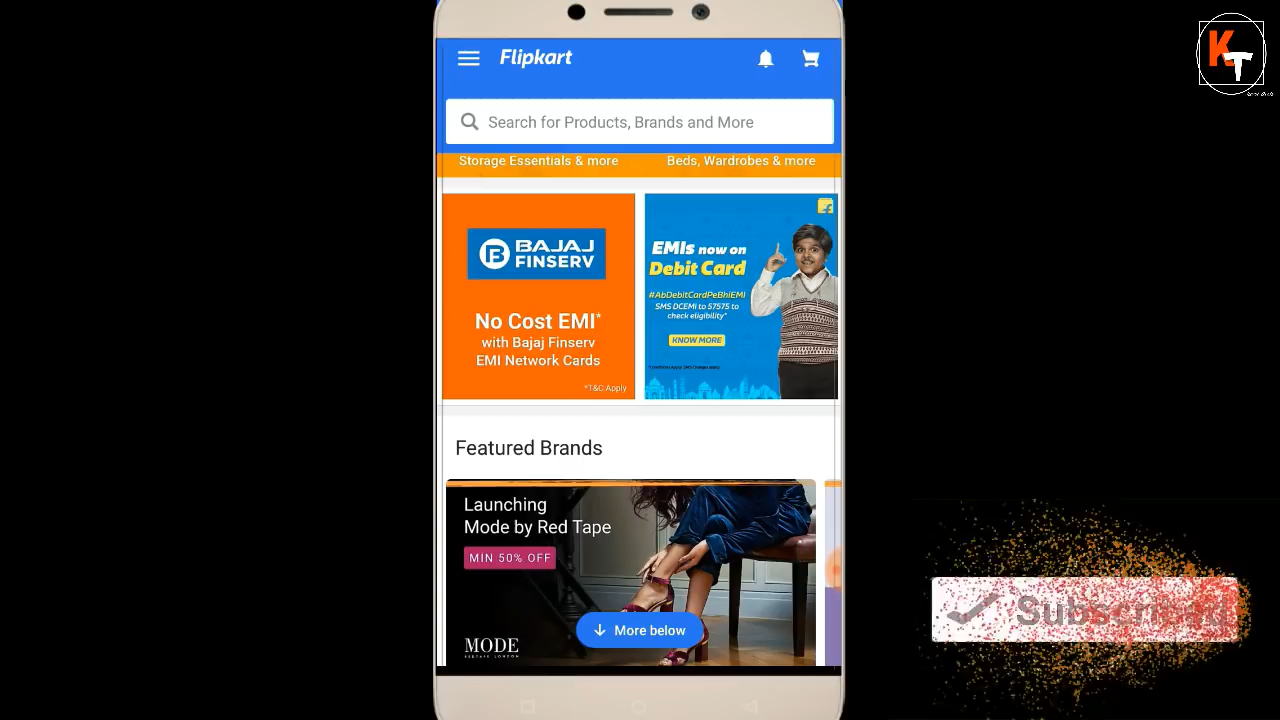 Flipkart
Search for Products, Brands and More
Storage Essentials & more
Beds, Wardrobes & more
BAJAJ
FINSERV
No Cost EMI*
with Bajaj Finserv
EMI Network Cards
*T&C Apply
EMIs now on
Debit Card
#AbDebitCardPeBhiEMI
SMS DCEMI to 57575 to
check eligibility*
KNOW MORE
Featured Brands
Launching
Mode by Red Tape
MIN 50% OFF
MODE
More below
KT
Subscribed